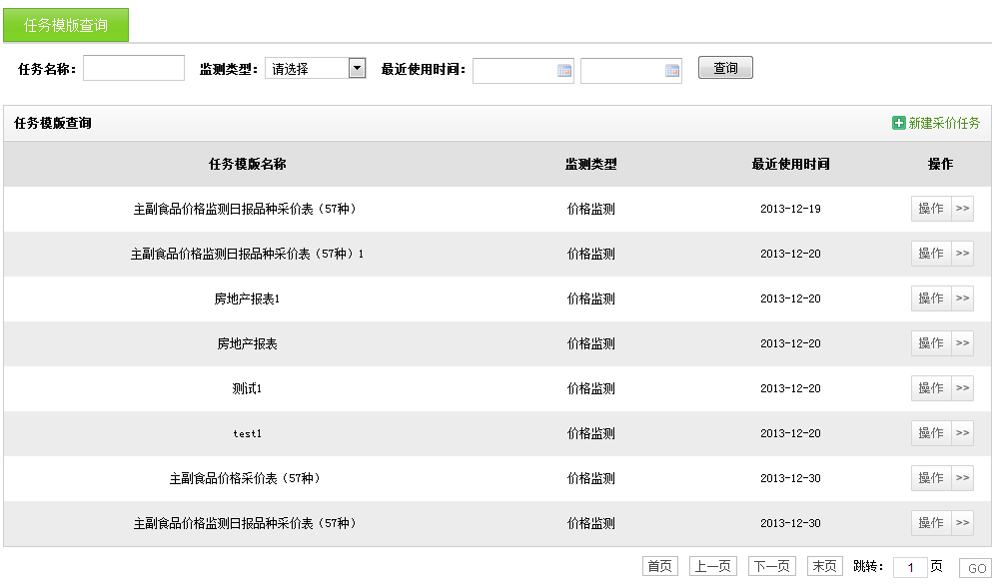 任务模版查询
任务名称： 监测类型： 请选择 最近使用时间： 查询
任务模版查询 新建采价任务
任务模版名称 监测类型 最近使用时间 操作
主副食品价格监测日报品种采价表（57种） 价格监测 2013-12-19 操作 >>
主副食品价格监测日报品种采价表（57种）1 价格监测 2013-12-20 操作 >>
房地产报表1 价格监测 2013-12-20 操作 >>
房地产报表 价格监测 2013-12-20 操作 >>
测试1 价格监测 2013-12-20 操作 >>
test1 价格监测 2013-12-20 操作 >>
主副食品价格采价表（57种） 价格监测 2013-12-30 操作 >>
主副食品价格监测日报品种采价表（57种） 价格监测 2013-12-30 操作 >>
首页 上一页 下一页 末页 跳转： 1 页 GO